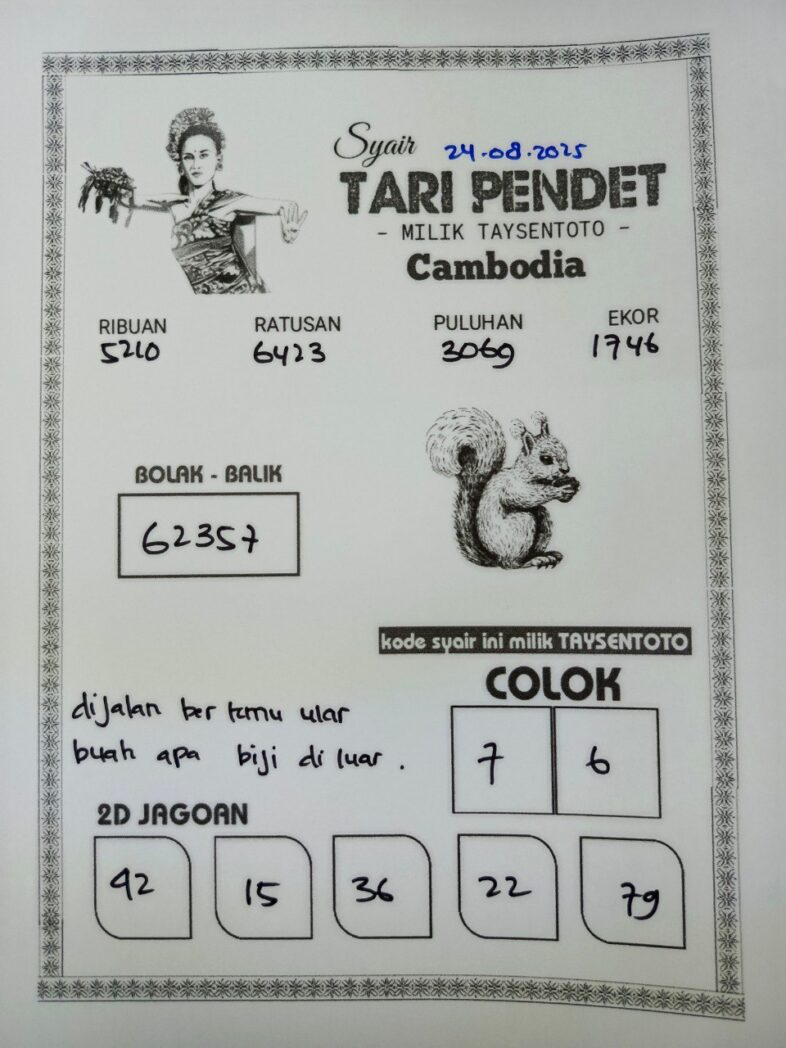 Syair 24.08.2025
TARI PENDET
- MILIK TAYSENTOTO -
Cambodia
RIBUAN RATUSAN PULUHAN EKOR
5210 6423 3069 1746
BOLAK - BALIK
62357
kode syair ini milik TAYSENTOTO
COLOK
7 6
dijalan bertemu ular
buah apa biji di luar .
2D JAGOAN
42 15 36 22 79